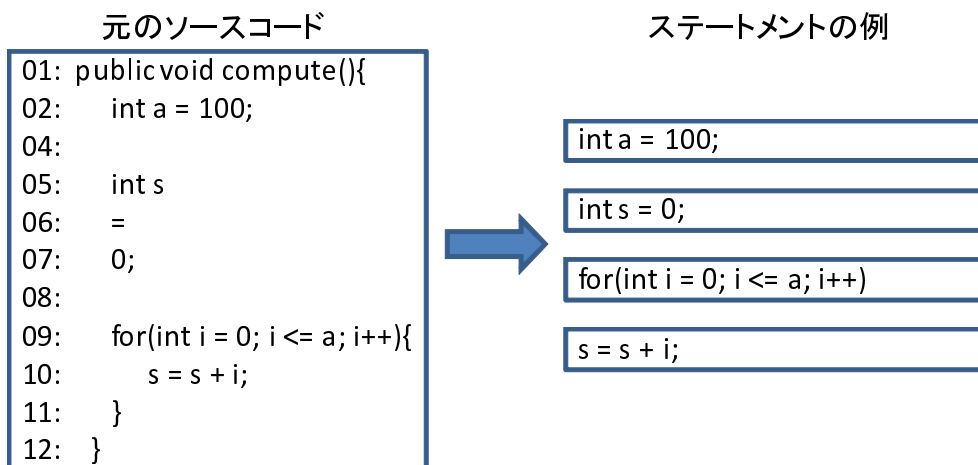 元のソースコード
01: public void compute(){
02: int a = 100;
04:
05: int s
06: =
07: 0;
08:
09: for(int i = 0; i <= a; i++){
10: s = s + i;
11: }
12: }
ステートメントの例
int a = 100;
int s = 0;
for(int i = 0; i <= a; i++)
s = s + i;